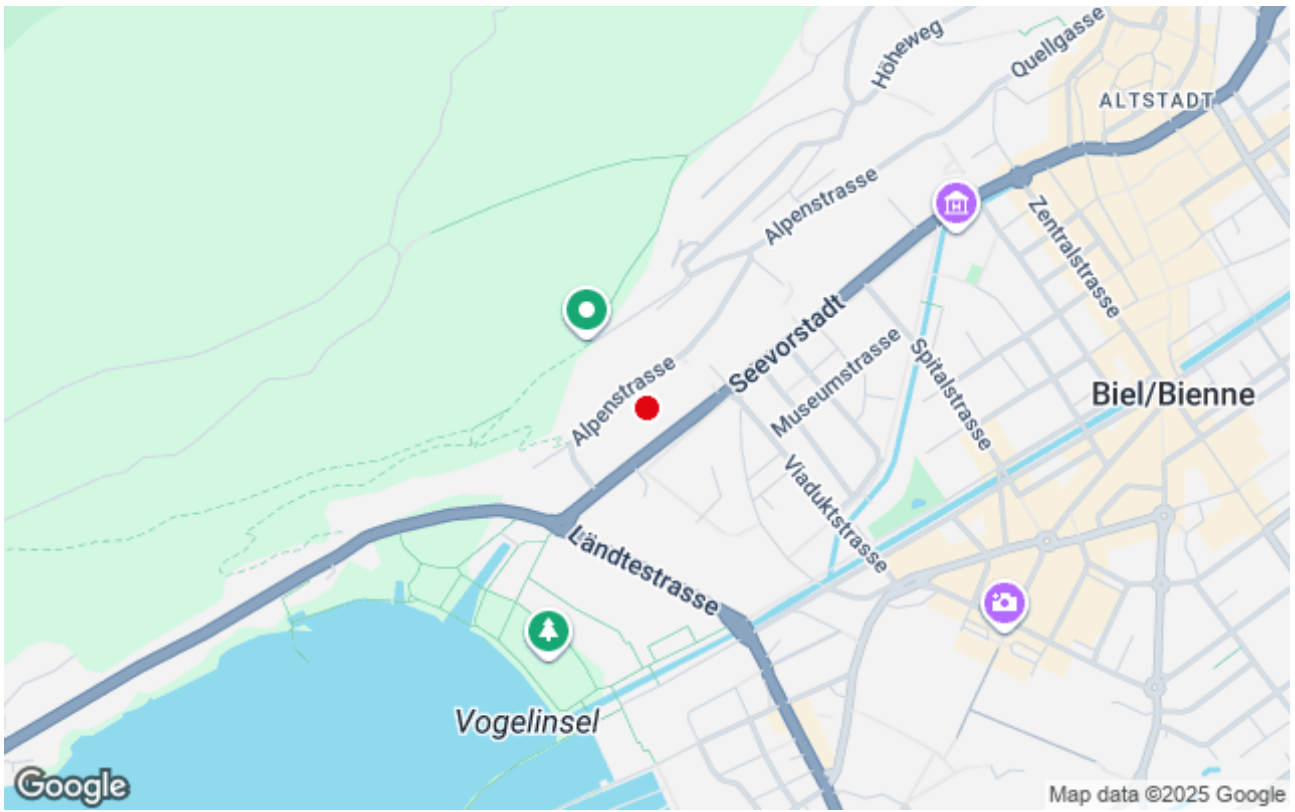 Höheweg
Quellgasse
ALTSTADT
Alpenstrasse
Zentralstrasse
Seevorstadt
Museumstrasse
Spitalstrasse
Biel/Bienne
Alpenstrasse
Viaduktstrasse
Ländtestrasse
Vogelinsel
Google
Map data ©2025 Google